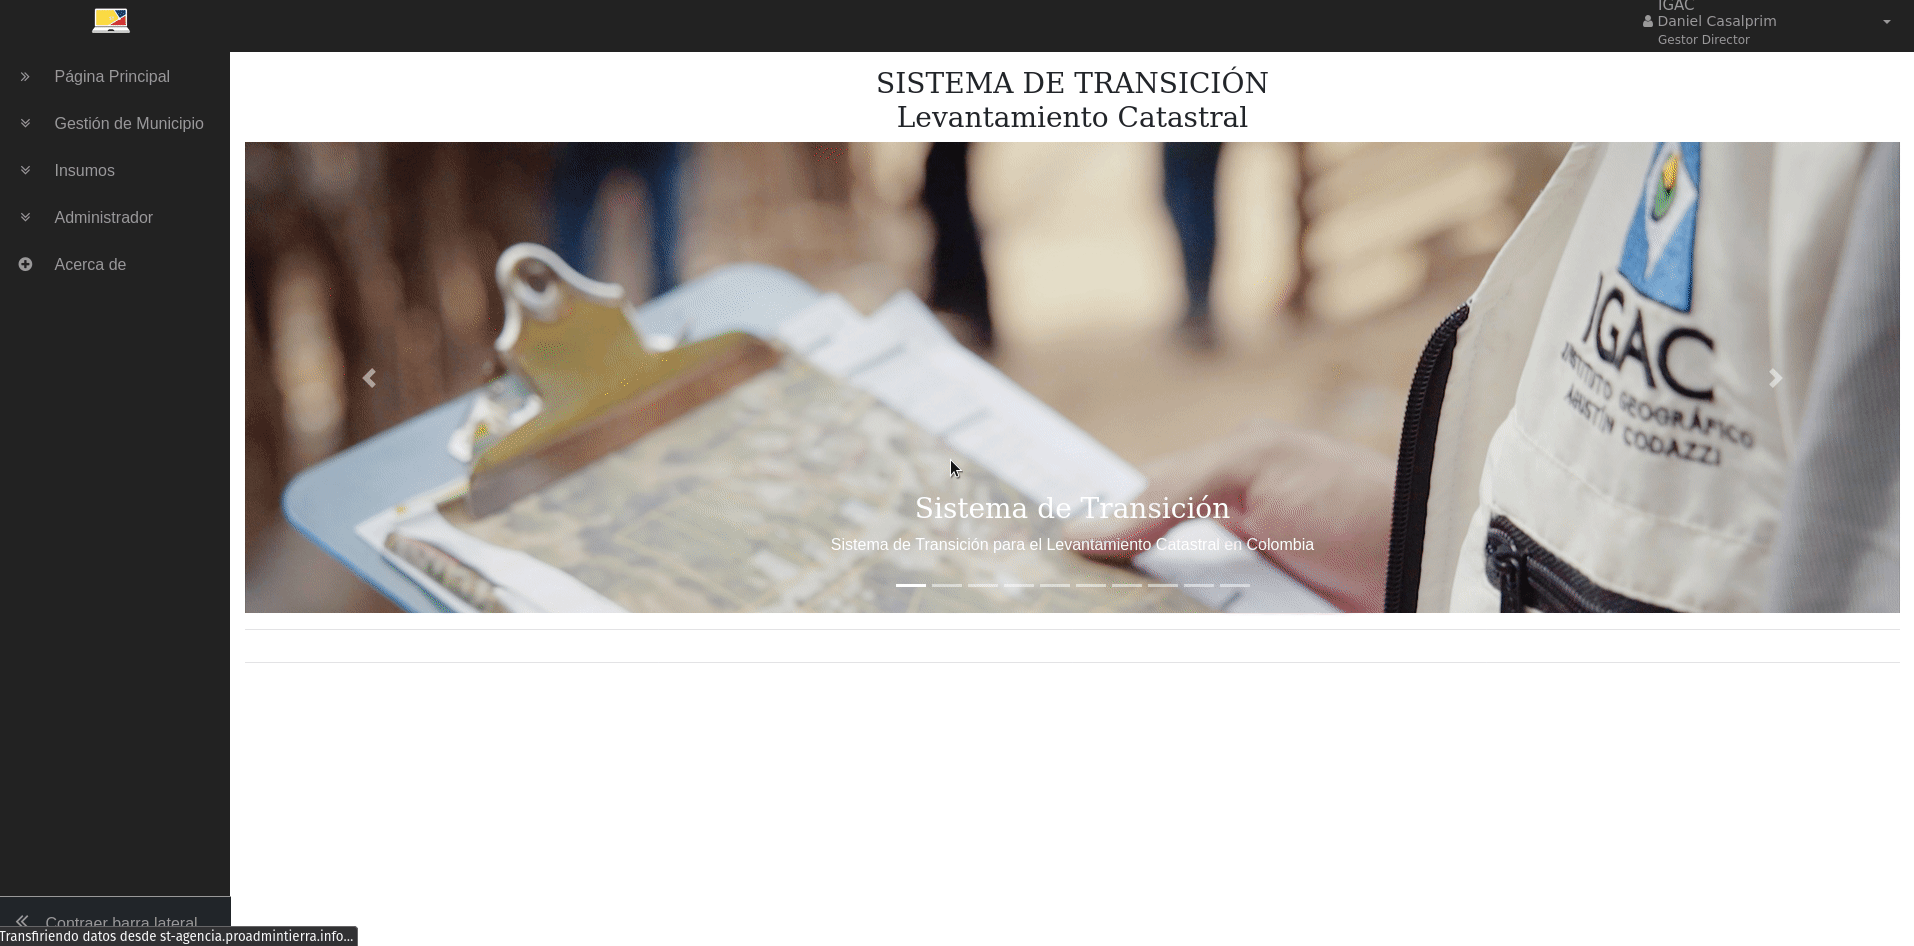 IGAC
Daniel Casalprim
Gestor Director
Página Principal
Gestión de Municipio
Insumos
Administrador
Acerca de
SISTEMA DE TRANSICIÓN
Levantamiento Catastral
IGAC
INSTITUTO GEOGRÁFICO
AGUSTÍN CODAZZI
Sistema de Transición
Sistema de Transición para el Levantamiento Catastral en Colombia
Contraer barra lateral
Transfiriendo datos desde st-agencia.proadmintierra.info...